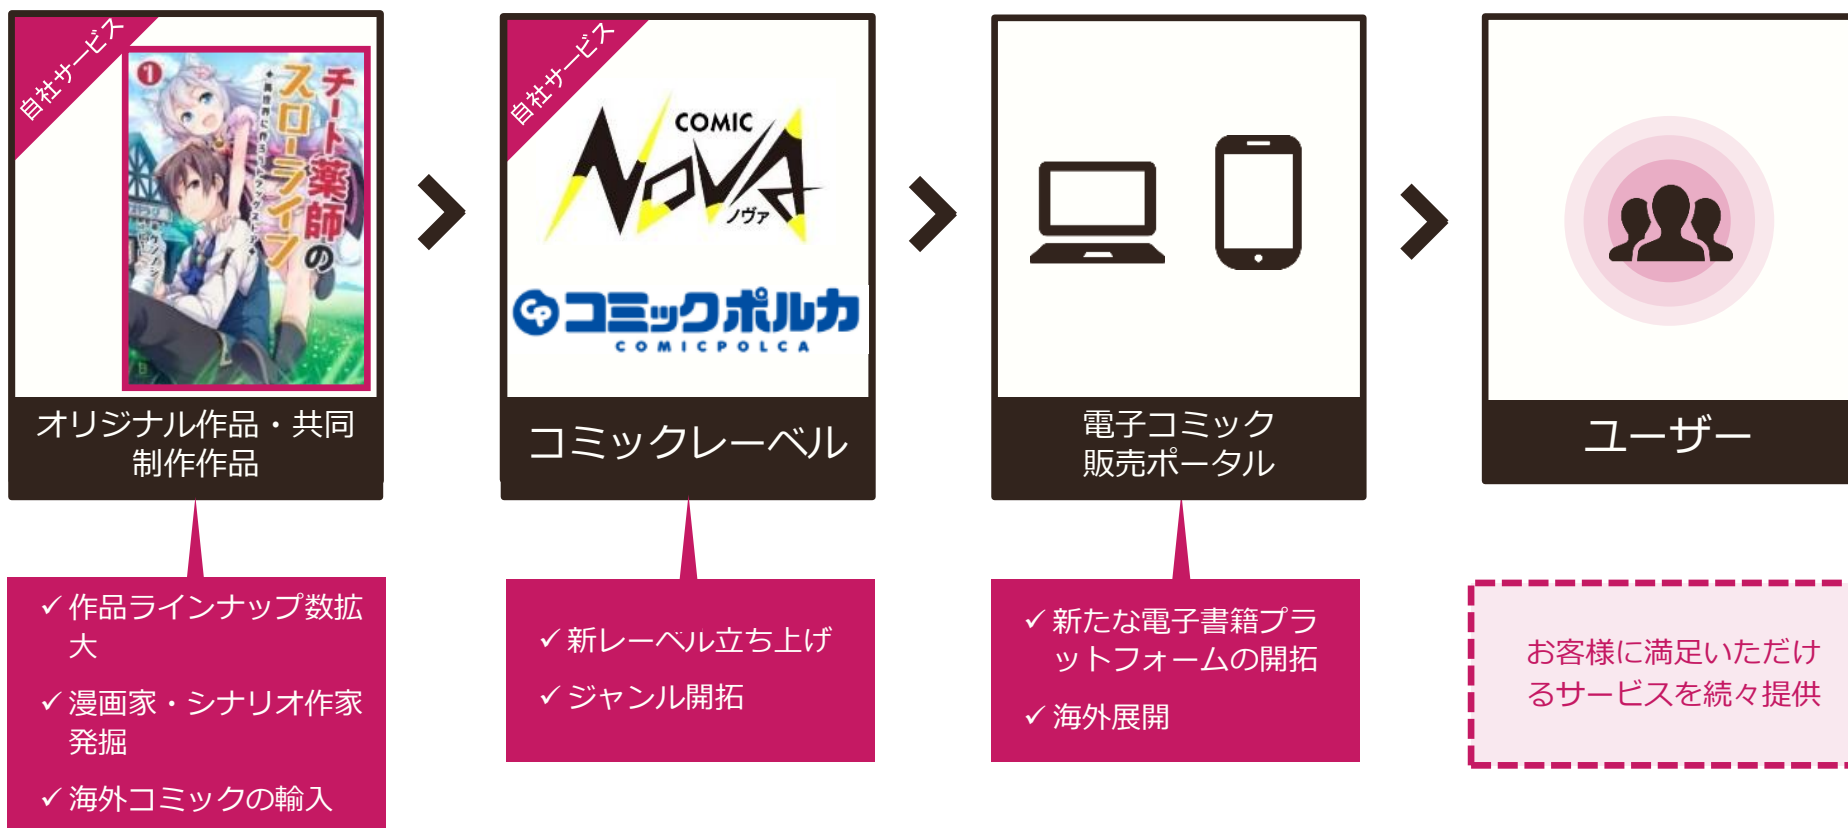 自社サービス
1
チート薬師の
スローライフ
オリジナル作品・共同
制作作品
作品ラインナップ数拡
大
漫画家・シナリオ作家
発掘
海外コミックの輸入
自社サービス
COMIC
NOVA
ノヴァ
CP コミックポルカ
COMICPOLCA
コミックレーベル
新レーベル立ち上げ
ジャンル開拓
電子コミック
販売ポータル
新たな電子書籍プラ
ットフォームの開拓
海外展開
ユーザー
お客様に満足いただけ
るサービスを続々提供